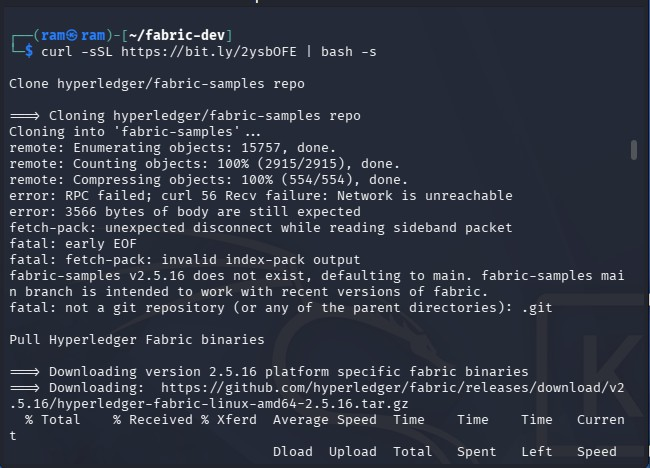 ┌──(ram㉿ram)-[~/fabric-dev]
└─$ curl -sSL https://bit.ly/2ysbOFE | bash -s
Clone hyperledger/fabric-samples repo
===> Cloning hyperledger/fabric-samples repo
Cloning into 'fabric-samples'...
remote: Enumerating objects: 15757, done.
remote: Counting objects: 100% (2915/2915), done.
remote: Compressing objects: 100% (554/554), done.
error: RPC failed; curl 56 Recv failure: Network is unreachable
error: 3566 bytes of body are still expected
fetch-pack: unexpected disconnect while reading sideband packet
fatal: early EOF
fatal: fetch-pack: invalid index-pack output
fabric-samples v2.5.16 does not exist, defaulting to main. fabric-samples mai
n branch is intended to work with recent versions of fabric.
fatal: not a git repository (or any of the parent directories): .git
Pull Hyperledger Fabric binaries
===> Downloading version 2.5.16 platform specific fabric binaries
===> Downloading:  https://github.com/hyperledger/fabric/releases/download/v2
.5.16/hyperledger-fabric-linux-amd64-2.5.16.tar.gz
  % Total    % Received % Xferd  Average Speed   Time    Time     Time  Curren
t
                                 Dload  Upload   Total   Spent    Left  Speed
K